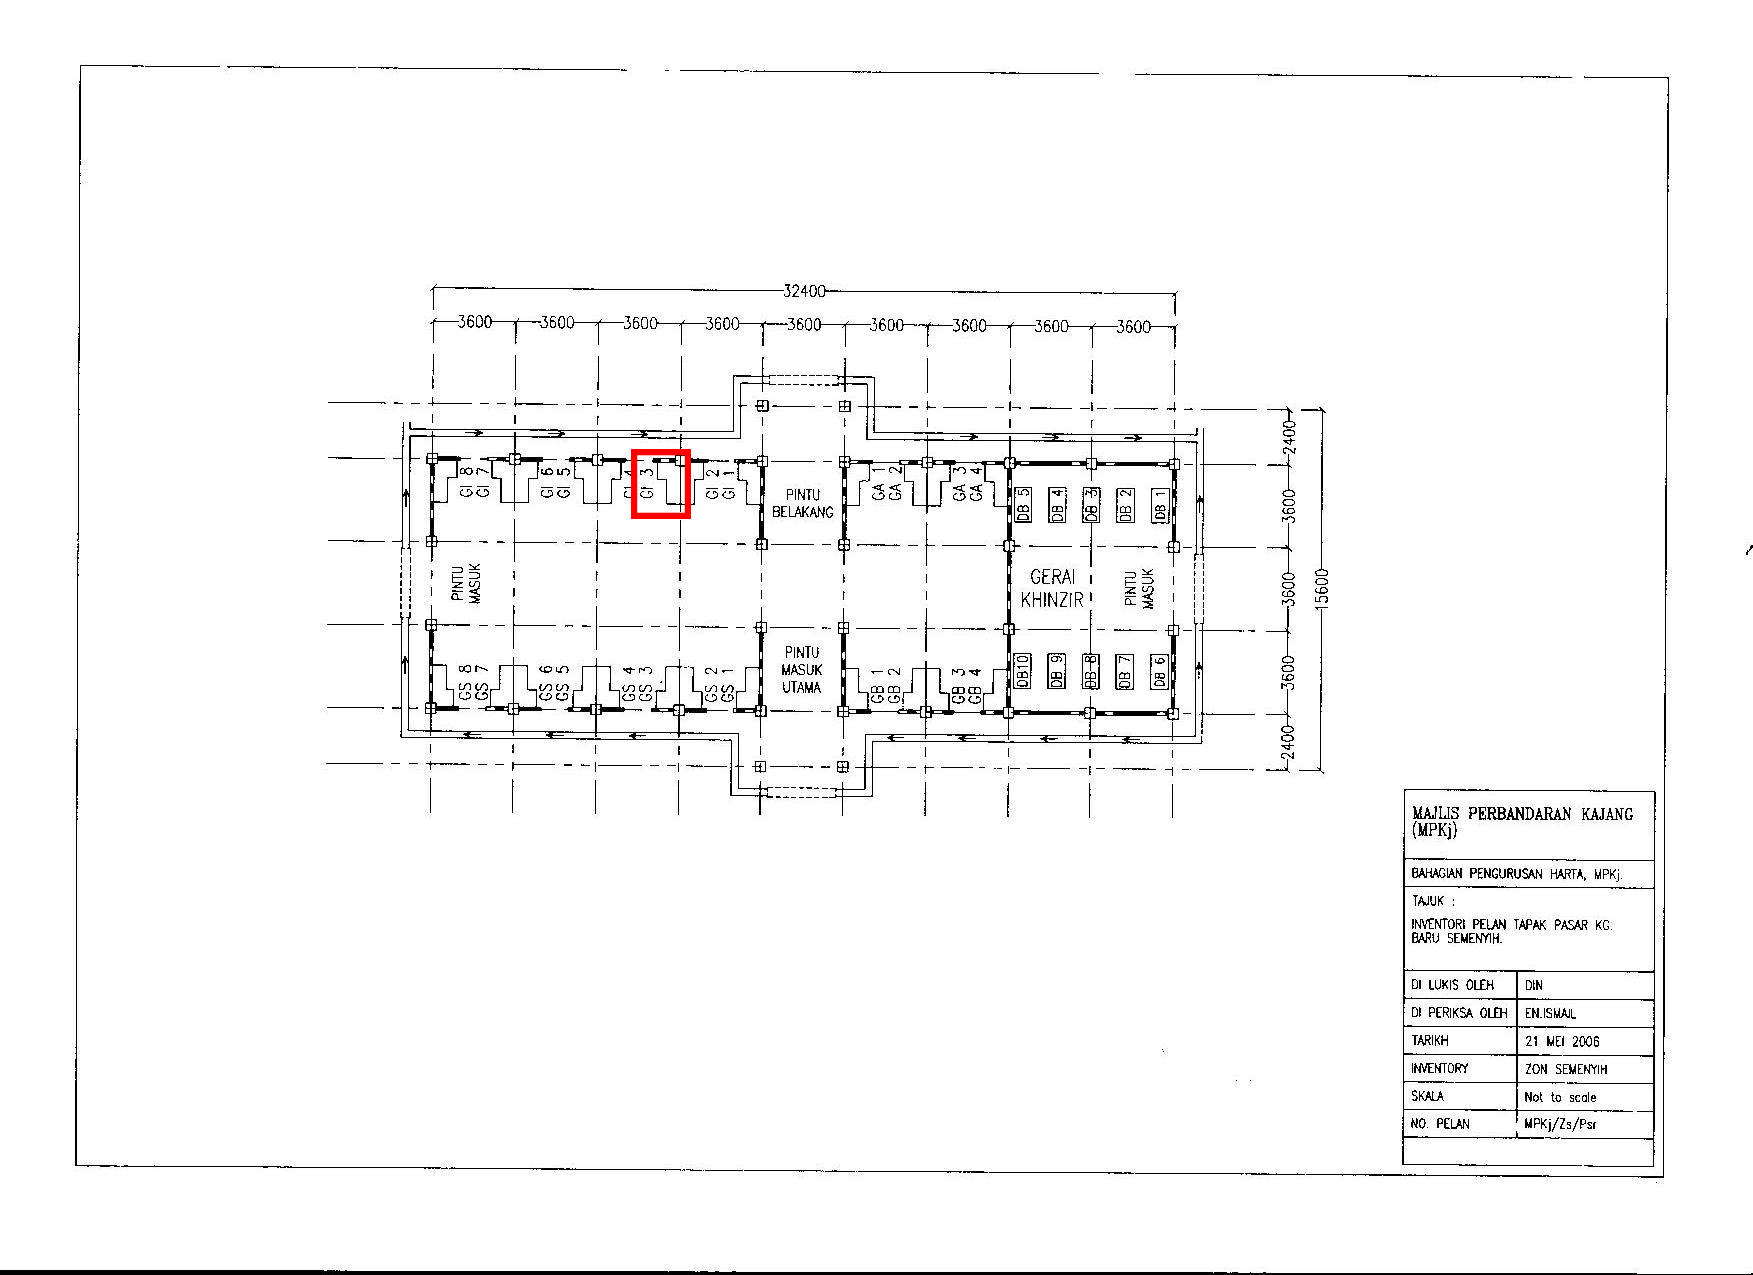 32400
3600 3600 3600 3600 3600 3600 3600 3600 3600
2400
3600
3600
3600
2400
15600
GI 8
GI 7
GI 6
GI 5
GI 4
GI 3
GI 2
GI 1
PINTU
BELAKANG
GA 1
GA 2
GA 3
GA 4
DB 5
DB 4
DB 3
DB 2
DB 1
PINTU
MASUK
GERAI
KHINZIR
PINTU
MASUK
GS 8
GS 7
GS 6
GS 5
GS 4
GS 3
GS 2
GS 1
PINTU
MASUK
UTAMA
GB 1
GB 2
GB 3
GB 4
DB10
DB 9
DB 8
DB 7
DB 6
MAJLIS PERBANDARAN KAJANG
(MPKj)
BAHAGIAN PENGURUSAN HARTA, MPKj.
TAJUK :
INVENTORI PELAN TAPAK PASAR KG.
BARU SEMENYIH.
DI LUKIS OLEH DIN
DI PERIKSA OLEH EN.ISMAIL
TARIKH 21 MEI 2006
INVENTORY ZON SEMENYIH
SKALA Not to scale
NO. PELAN MPKj/Zs/Psr